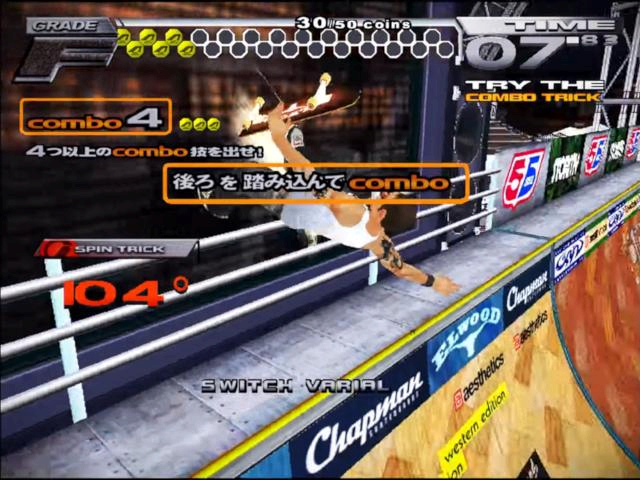 GRADE
F
30/50 coins
TIME
07"83
TRY THE
COMBO TRICK
combo 4
4つ以上のcombo技を出せ!
後ろを踏み込んでcombo
SPIN TRICK
104°
SWITCH VARIAL
Chapman
SKATEBOARDS
ELWOOD
Chapman
aesthetics
aesthetics
western edition